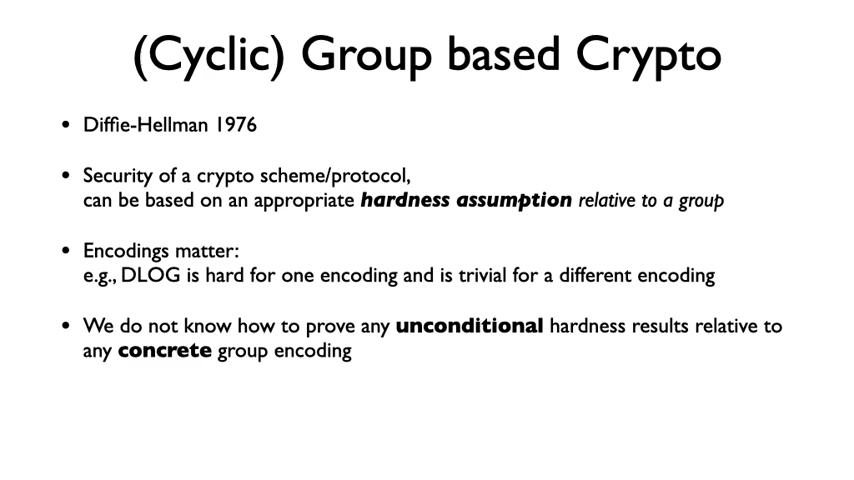 (Cyclic) Group based Crypto
• Diffie-Hellman 1976
• Security of a crypto scheme/protocol,
can be based on an appropriate hardness assumption relative to a group
• Encodings matter:
e.g., DLOG is hard for one encoding and is trivial for a different encoding
• We do not know how to prove any unconditional hardness results relative to
any concrete group encoding